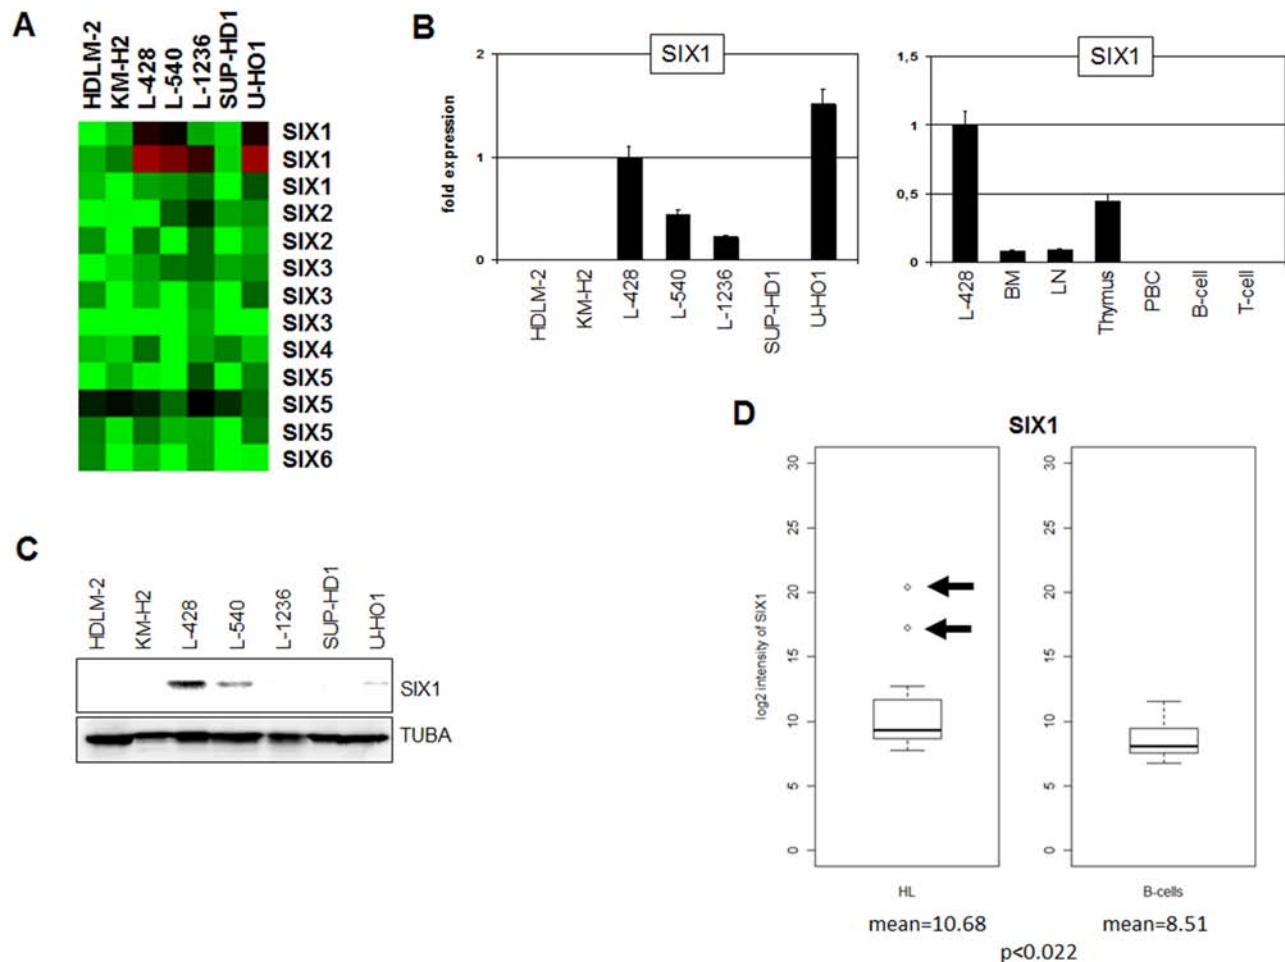 A
HDLM-2
KM-H2
L-428
L-540
L-1236
SUP-HD1
U-HO1
SIX1
SIX1
SIX1
SIX2
SIX2
SIX3
SIX3
SIX3
SIX4
SIX5
SIX5
SIX5
SIX6
B
SIX1
fold expression
2
1
0
HDLM-2
KM-H2
L-428
L-540
L-1236
SUP-HD1
U-HO1
SIX1
1,5
1
0,5
0
L-428
BM
LN
Thymus
PBC
B-cell
T-cell
C
HDLM-2
KM-H2
L-428
L-540
L-1236
SUP-HD1
U-HO1
SIX1
TUBA
D
SIX1
log2 intensity of SIX1
30
25
20
15
10
5
0
HL
mean=10.68
30
25
20
15
10
5
0
B-cells
mean=8.51
p<0.022